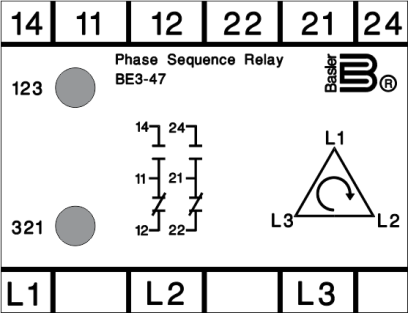 14 11 12 22 21 24
Phase Sequence Relay
BE3-47
Basler B ®
123
14 24
L1
11 21
L3 L2
321
12 22
L1 L2 L3